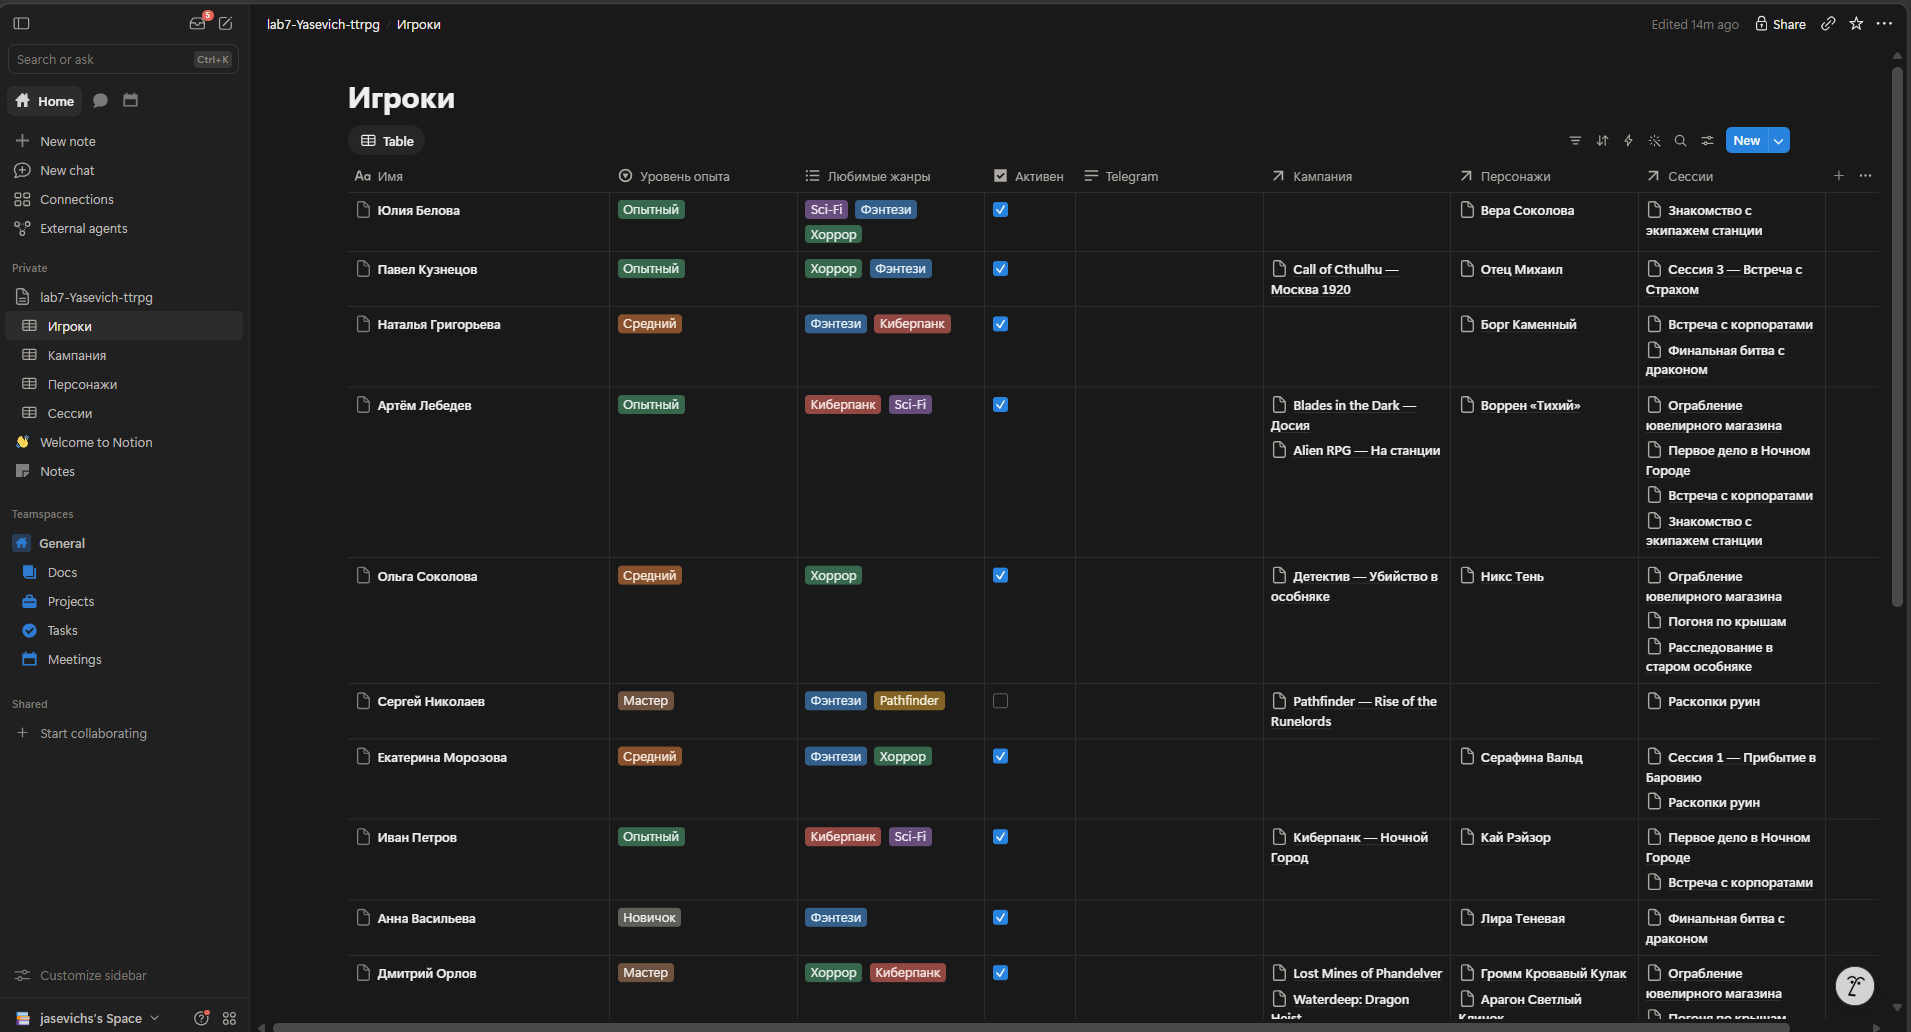 5
Search or ask
Ctrl+K
Home
New note
New chat
Connections
External agents
Private
lab7-Yasevich-ttrpg
Игроки
Кампания
Персонажи
Сессии
Welcome to Notion
Notes
Teamspaces
General
Docs
Projects
Tasks
Meetings
Shared
Start collaborating
Customize sidebar
jasevichs's Space
lab7-Yasevich-ttrpg / Игроки
Edited 14m ago
Share
Игроки
Table
New
Aa Имя
Уровень опыта
Любимые жанры
Активен
Telegram
Кампания
Персонажи
Сессии
Юлия Белова
Опытный
Sci-Fi Фэнтези
Хоррор
Вера Соколова
Знакомство с
экипажем станции
Павел Кузнецов
Опытный
Хоррор Фэнтези
Call of Cthulhu —
Москва 1920
Отец Михаил
Сессия 3 — Встреча с
Страхом
Наталья Григорьева
Средний
Фэнтези Киберпанк
Борг Каменный
Встреча с корпоратами
Финальная битва с
драконом
Артём Лебедев
Опытный
Киберпанк Sci-Fi
Blades in the Dark —
Досия
Alien RPG — На станции
Воррен «Тихий»
Ограбление
ювелирного магазина
Первое дело в Ночном
Городе
Встреча с корпоратами
Знакомство с
экипажем станции
Ольга Соколова
Средний
Хоррор
Детектив — Убийство в
особняке
Никс Тень
Ограбление
ювелирного магазина
Погоня по крышам
Расследование в
старом особняке
Сергей Николаев
Мастер
Фэнтези Pathfinder
Pathfinder — Rise of the
Runelords
Раскопки руин
Екатерина Морозова
Средний
Фэнтези Хоррор
Серафина Вальд
Сессия 1 — Прибытие в
Баровию
Раскопки руин
Иван Петров
Опытный
Киберпанк Sci-Fi
Киберпанк — Ночной
Город
Кай Рэйзор
Первое дело в Ночном
Городе
Встреча с корпоратами
Анна Васильева
Новичок
Фэнтези
Лира Теневая
Финальная битва с
драконом
Дмитрий Орлов
Мастер
Хоррор Киберпанк
Lost Mines of Phandelver
Waterdeep: Dragon
Heist
Громм Кровавый Кулак
Арагон Светлый
Клинок
Ограбление
ювелирного магазина
Погоня по крышам